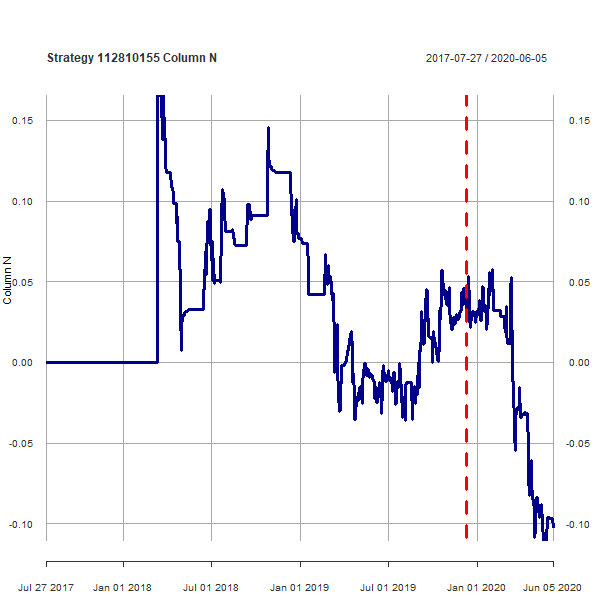 Strategy 112810155 Column N
2017-07-27 / 2020-06-05
0.15
0.15
0.10
0.10
0.05
0.05
Column N
0.00
0.00
-0.05
-0.05
-0.10
-0.10
Jul 27 2017
Jan 01 2018
Jul 01 2018
Jan 01 2019
Jul 01 2019
Jan 01 2020
Jun 05 2020